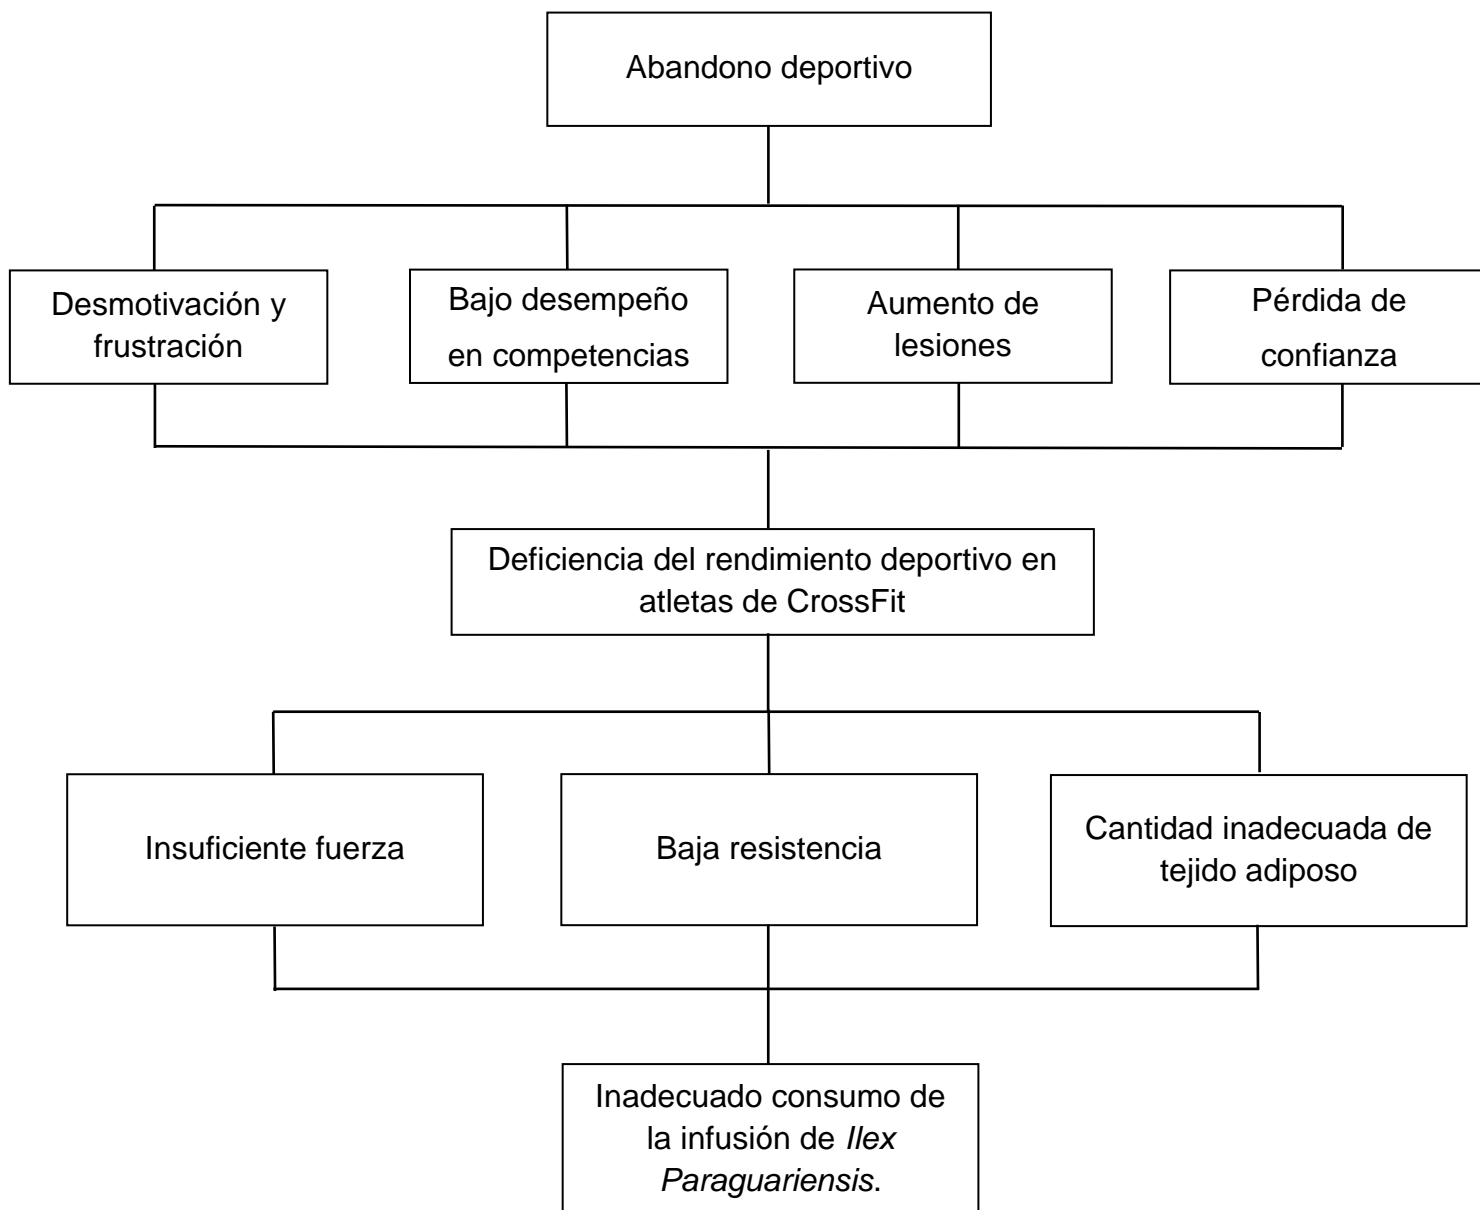 Abandono deportivo
Desmotivación y
frustración
Bajo desempeño
en competencias
Aumento de
lesiones
Pérdida de
confianza
Deficiencia del rendimiento deportivo en
atletas de CrossFit
Insuficiente fuerza
Baja resistencia
Cantidad inadecuada de
tejido adiposo
Inadecuado consumo de
la infusión de Ilex
Paraguariensis.